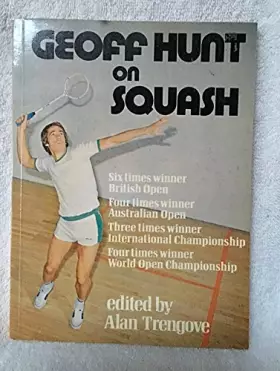 GEOFF HUNT
on
SQUASH
Six times winner
British Open
Four times winner
Australian Open
Three times winner
International Championship
Four times winner
World Open Championship
edited by
Alan Trengove